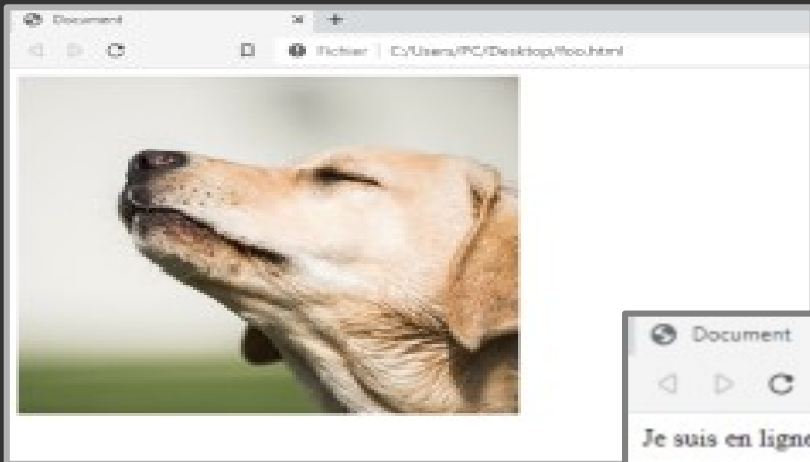 Document
Fichier | C:/Users/PC/Desktop/foo.html
Document
Je suis en ligne